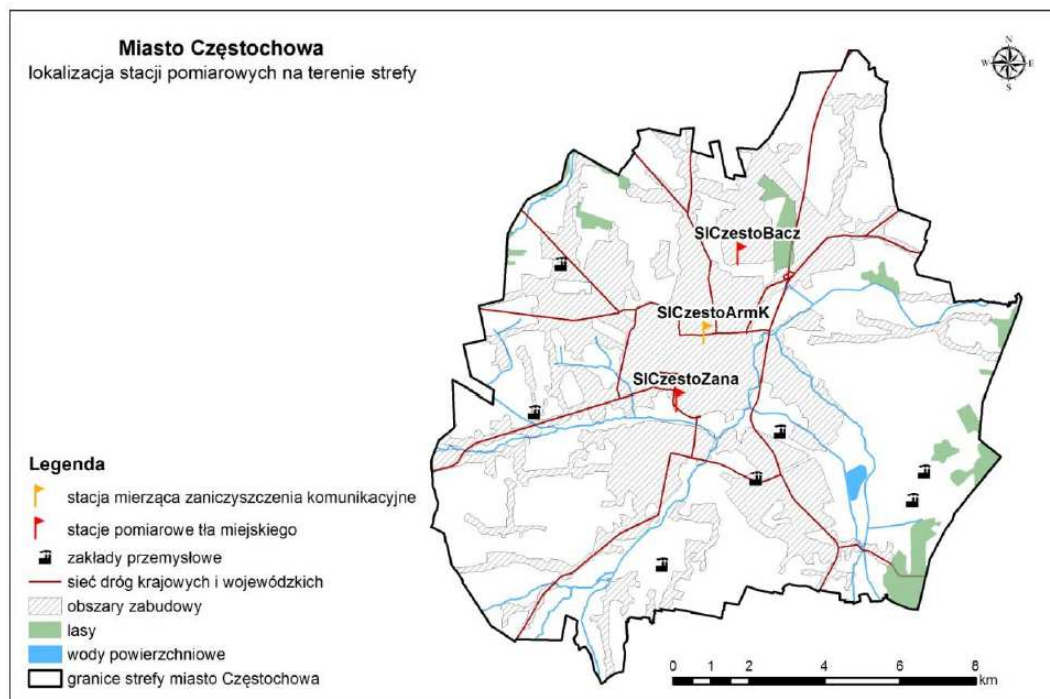 Miasto Częstochowa
lokalizacja stacji pomiarowych na terenie strefy
N
W E
S
SlCzestoBacz
SlCzestoArmK
SlCzestoZana
Legenda
stacja mierząca zaniczyszczenia komunikacyjne
stacje pomiarowe tła miejskiego
zakłady przemysłowe
sieć dróg krajowych i wojewódzkich
obszary zabudowy
lasy
wody powierzchniowe
granice strefy miasto Częstochowa
0 1 2 4 6 8
km